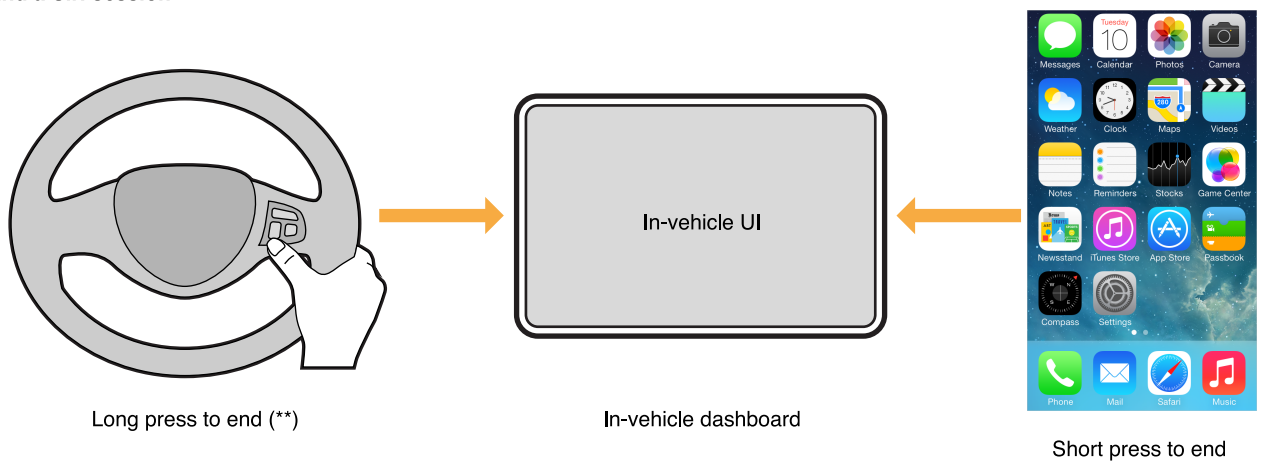 Tuesday
10
Messages Calendar Photos Camera
280
Weather Clock Maps Videos
Notes Reminders Stocks Game Center
News
Newsstand iTunes Store App Store Passbook
Compass Settings
Phone Mail Safari Music
In-vehicle UI
Long press to end (**)
In-vehicle dashboard
Short press to end